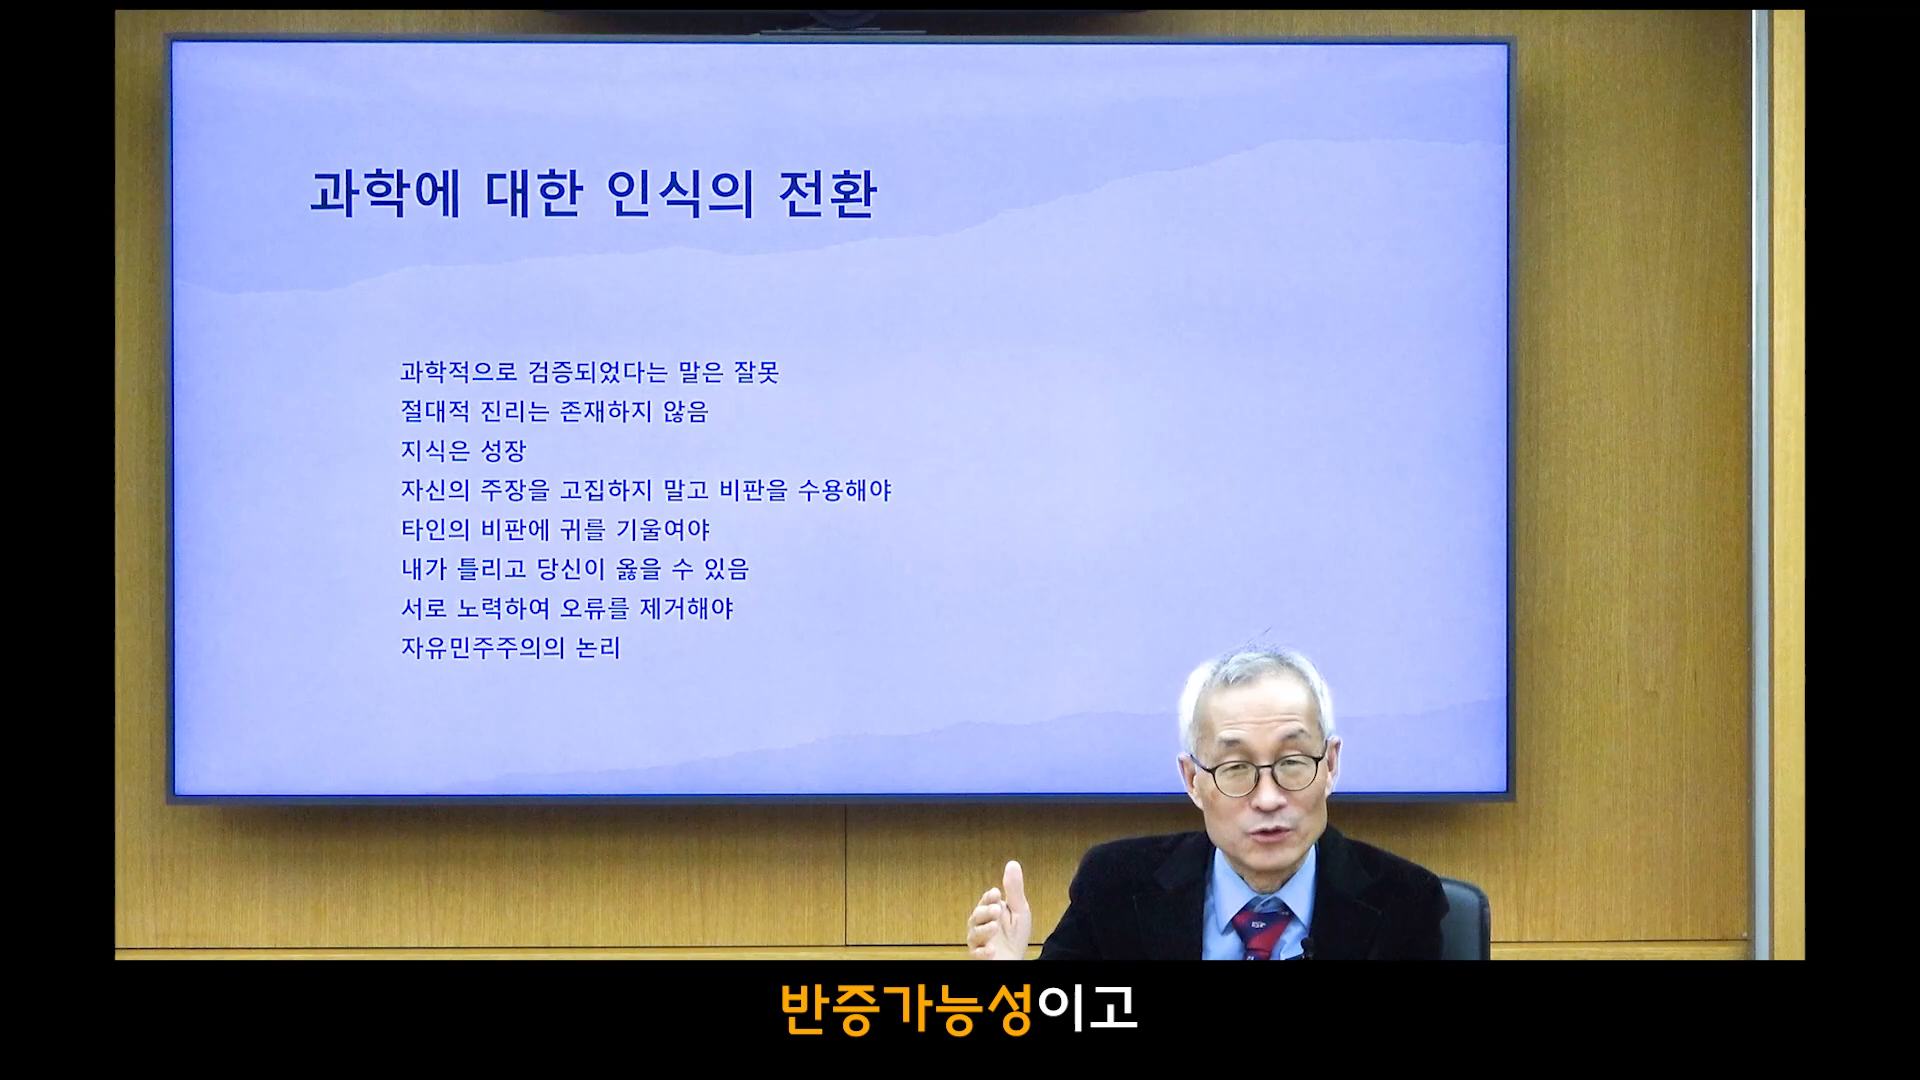 과학에 대한 인식의 전환
과학적으로 검증되었다는 말은 잘못
절대적 진리는 존재하지 않음
지식은 성장
자신의 주장을 고집하지 말고 비판을 수용해야
타인의 비판에 귀를 기울여야
내가 틀리고 당신이 옳을 수 있음
서로 노력하여 오류를 제거해야
자유민주주의의 논리
반증가능성이고